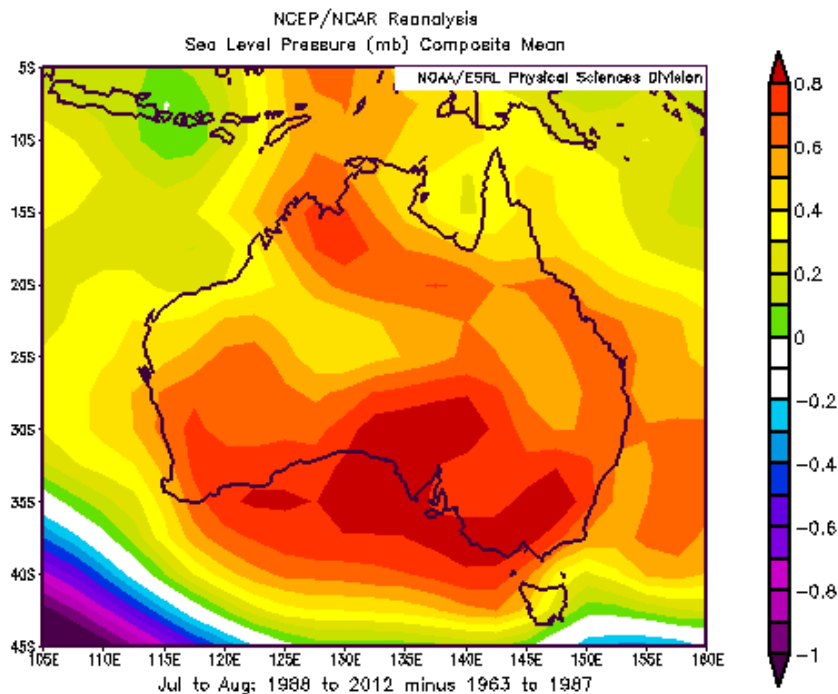 NCEP/NCAR Reanalysis
Sea Level Pressure (mb) Composite Mean
NOAA/ESRL Physical Sciences Division
5S
10S
15S
20S
25S
30S
35S
40S
45S
105E 110E 115E 120E 125E 130E 135E 140E 145E 150E 155E 160E
0.8
0.6
0.4
0.2
0
-0.2
-0.4
-0.6
-0.8
-1
Jul to Aug: 1988 to 2012 minus 1963 to 1987